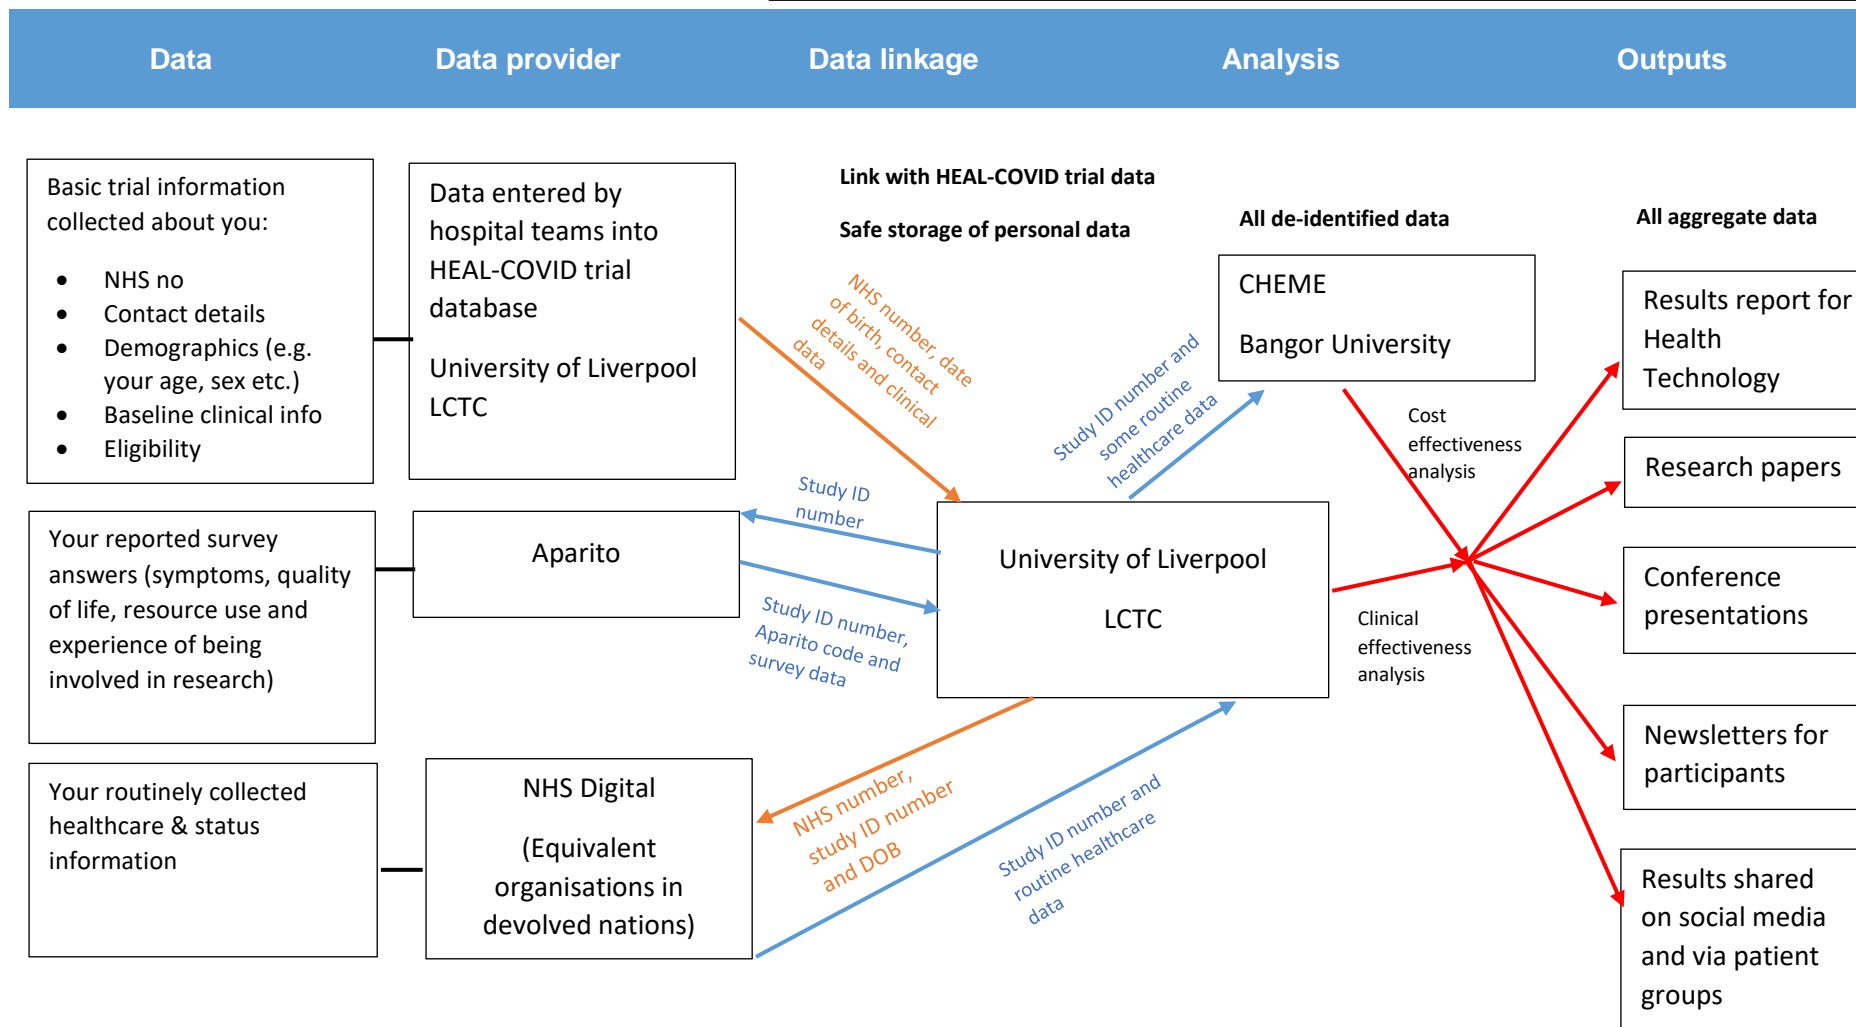 Data
Data provider
Data linkage
Analysis
Outputs
Basic trial information
collected about you:
• NHS no
• Contact details
• Demographics (e.g.
your age, sex etc.)
• Baseline clinical info
• Eligibility
Data entered by
hospital teams into
HEAL-COVID trial
database
University of Liverpool
LCTC
Link with HEAL-COVID trial data
Safe storage of personal data
All de-identified data
All aggregate data
NHS number, date
of birth, contact
details and clinical
data
Study ID number and
some routine
healthcare data
CHEME
Bangor University
Cost
effectiveness
analysis
Results report for
Health
Technology
Research papers
Your reported survey
answers (symptoms, quality
of life, resource use and
experience of being
involved in research)
Aparito
Study ID
number
Study ID number,
Aparito code and
survey data
University of Liverpool
LCTC
Clinical
effectiveness
analysis
Conference
presentations
Newsletters for
participants
Your routinely collected
healthcare & status
information
NHS Digital
(Equivalent
organisations in
devolved nations)
NHS number,
study ID number
and DOB
Study ID number and
routine healthcare
data
Results shared
on social media
and via patient
groups